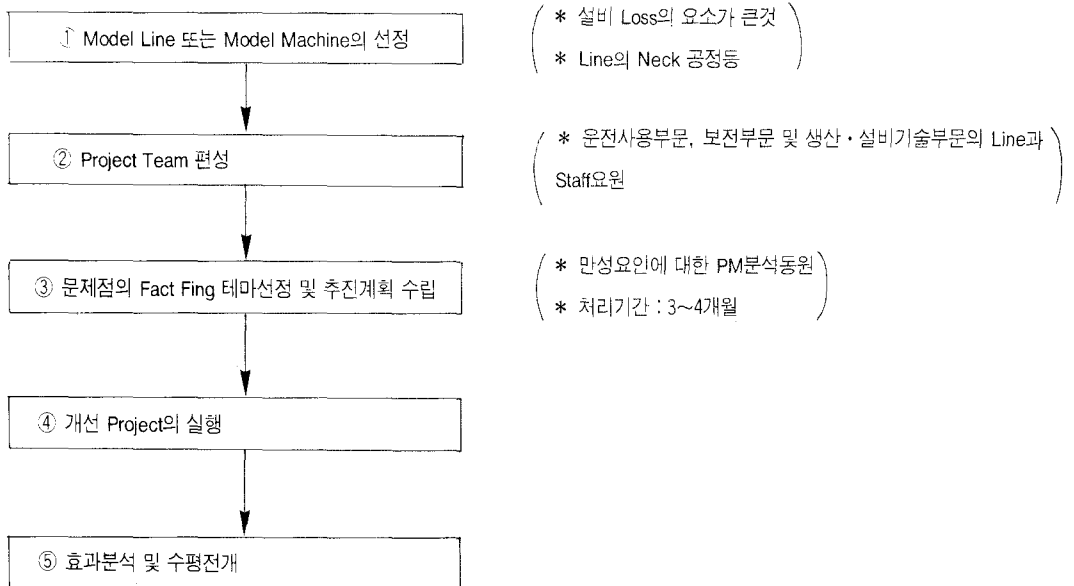 ① Model Line 또는 Model Machine의 선정
* 설비 Loss의 요소가 큰것
* Line의 Neck 공정등
② Project Team 편성
* 운전사용부문, 보전부문 및 생산・설비기술부문의 Line과
Staff요원
③ 문제점의 Fact Fing 테마선정 및 추진계획 수립
* 만성요인에 대한 PM분석동원
* 처리기간 : 3~4개월
④ 개선 Project의 실행
⑤ 효과분석 및 수평전개